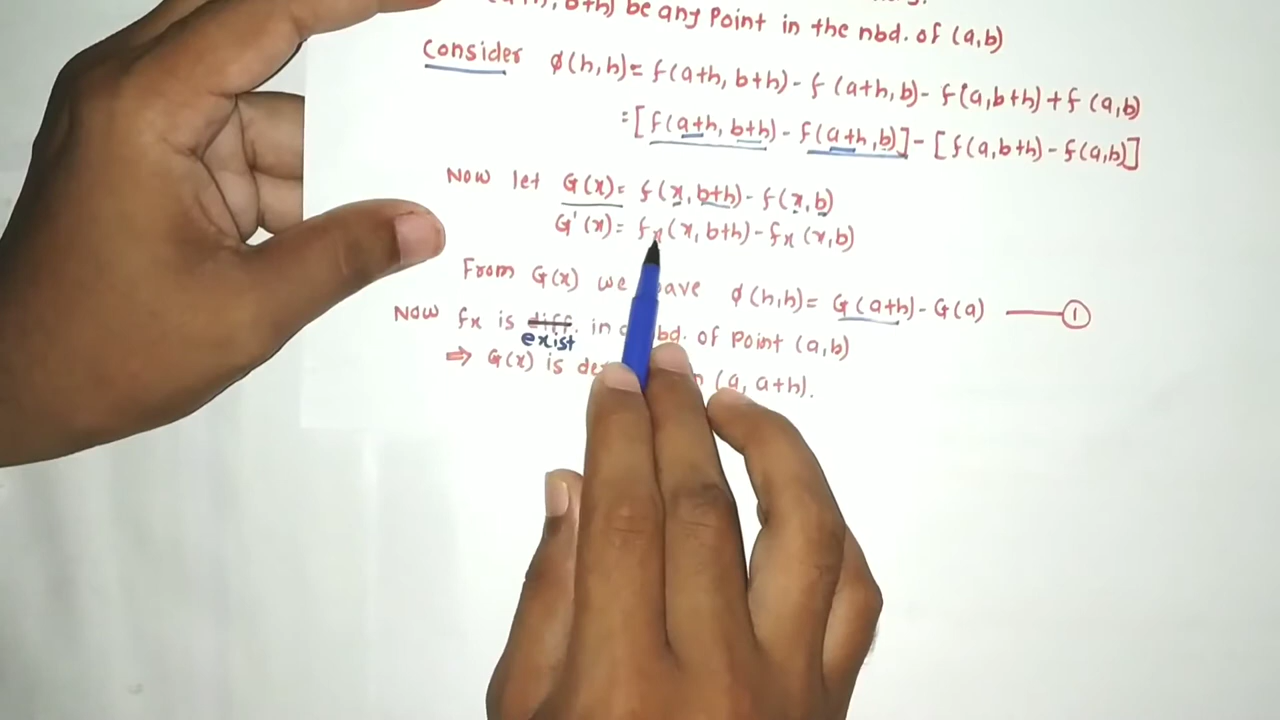 b+h) be any Point in the nbd. of (a,b)
Consider φ(h,h)= f(a+h, b+h) - f(a+h,b) - f(a,b+h) + f(a,b)
=[f(a+h, b+h) - f(a+h,b)] - [f(a,b+h) - f(a,b)]
Now let G(x)= f(x, b+h) - f(x,b)
G'(x)= fx(x, b+h) - fx(x,b)
From G(x) we have φ(h,h)= G(a+h) - G(a) ① 
Now fx is diff. exist in nbd. of Point (a,b)
⇒ G(x) is (a, a+h).